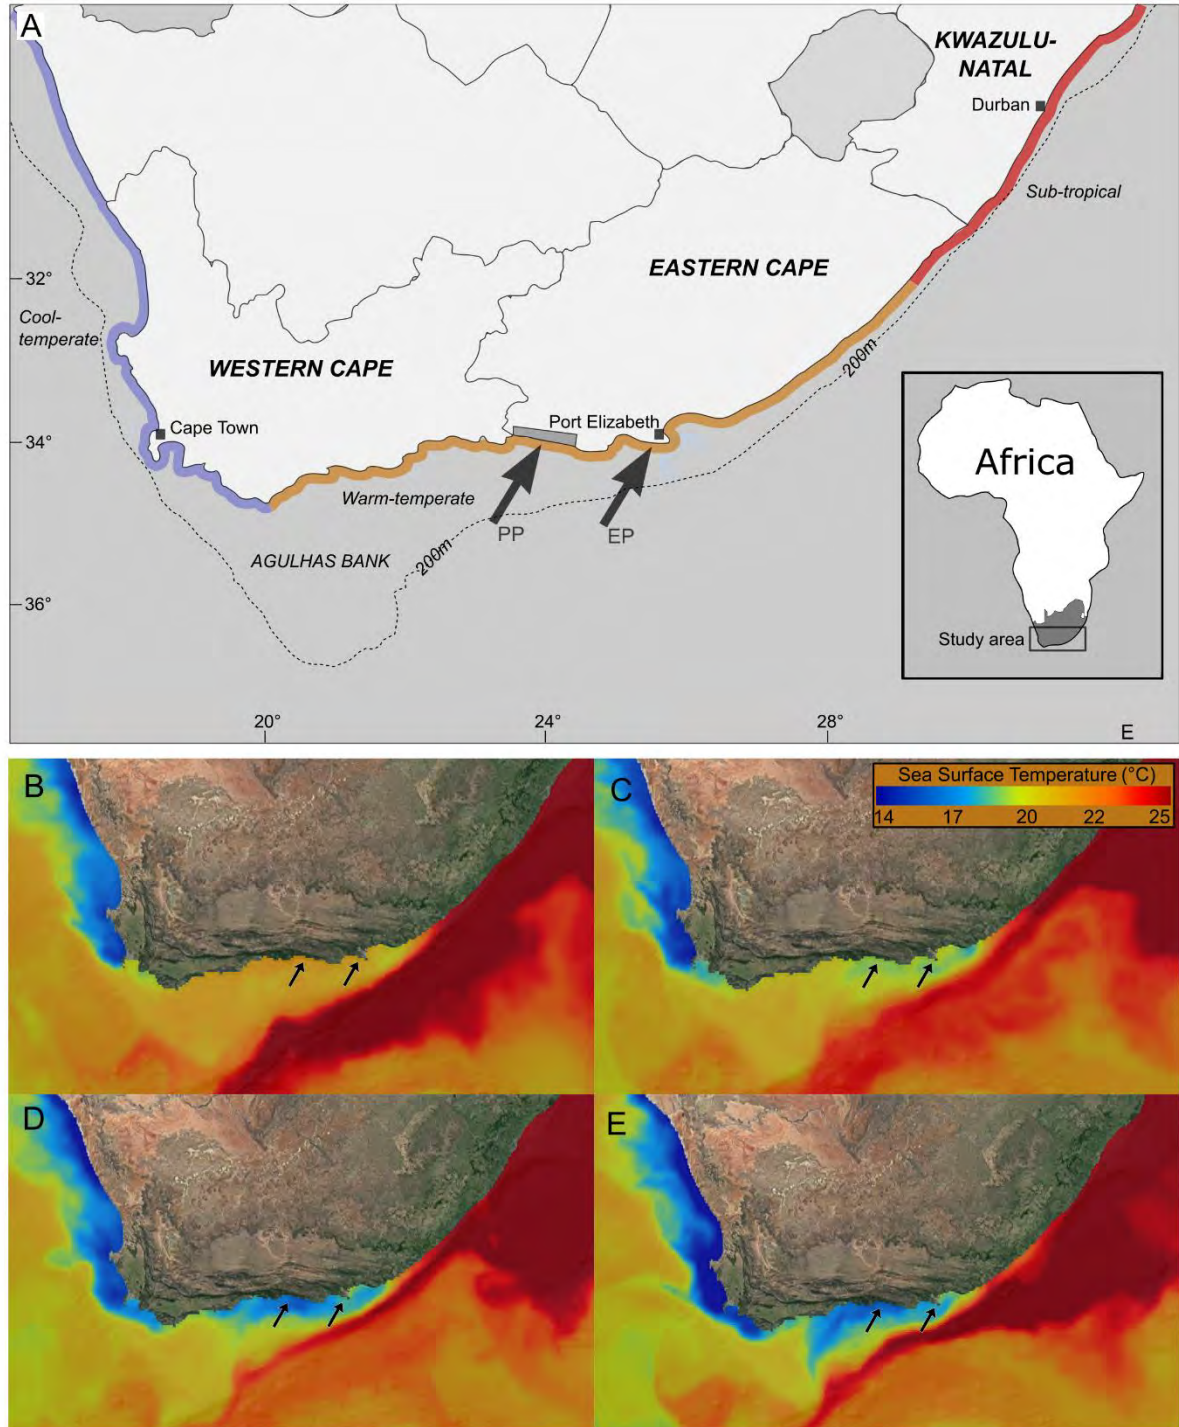 A
KWAZULU-
NATAL
Durban
Sub-tropical
EASTERN CAPE
32°
Cool-
temperate
WESTERN CAPE
200m
Port Elizabeth
Cape Town
34°
Warm-temperate
PP
EP
200m
AGULHAS BANK
36°
Africa
Study area
20°
24°
28°
E
B
C
Sea Surface Temperature (°C)
14 17 20 22 25
D
E